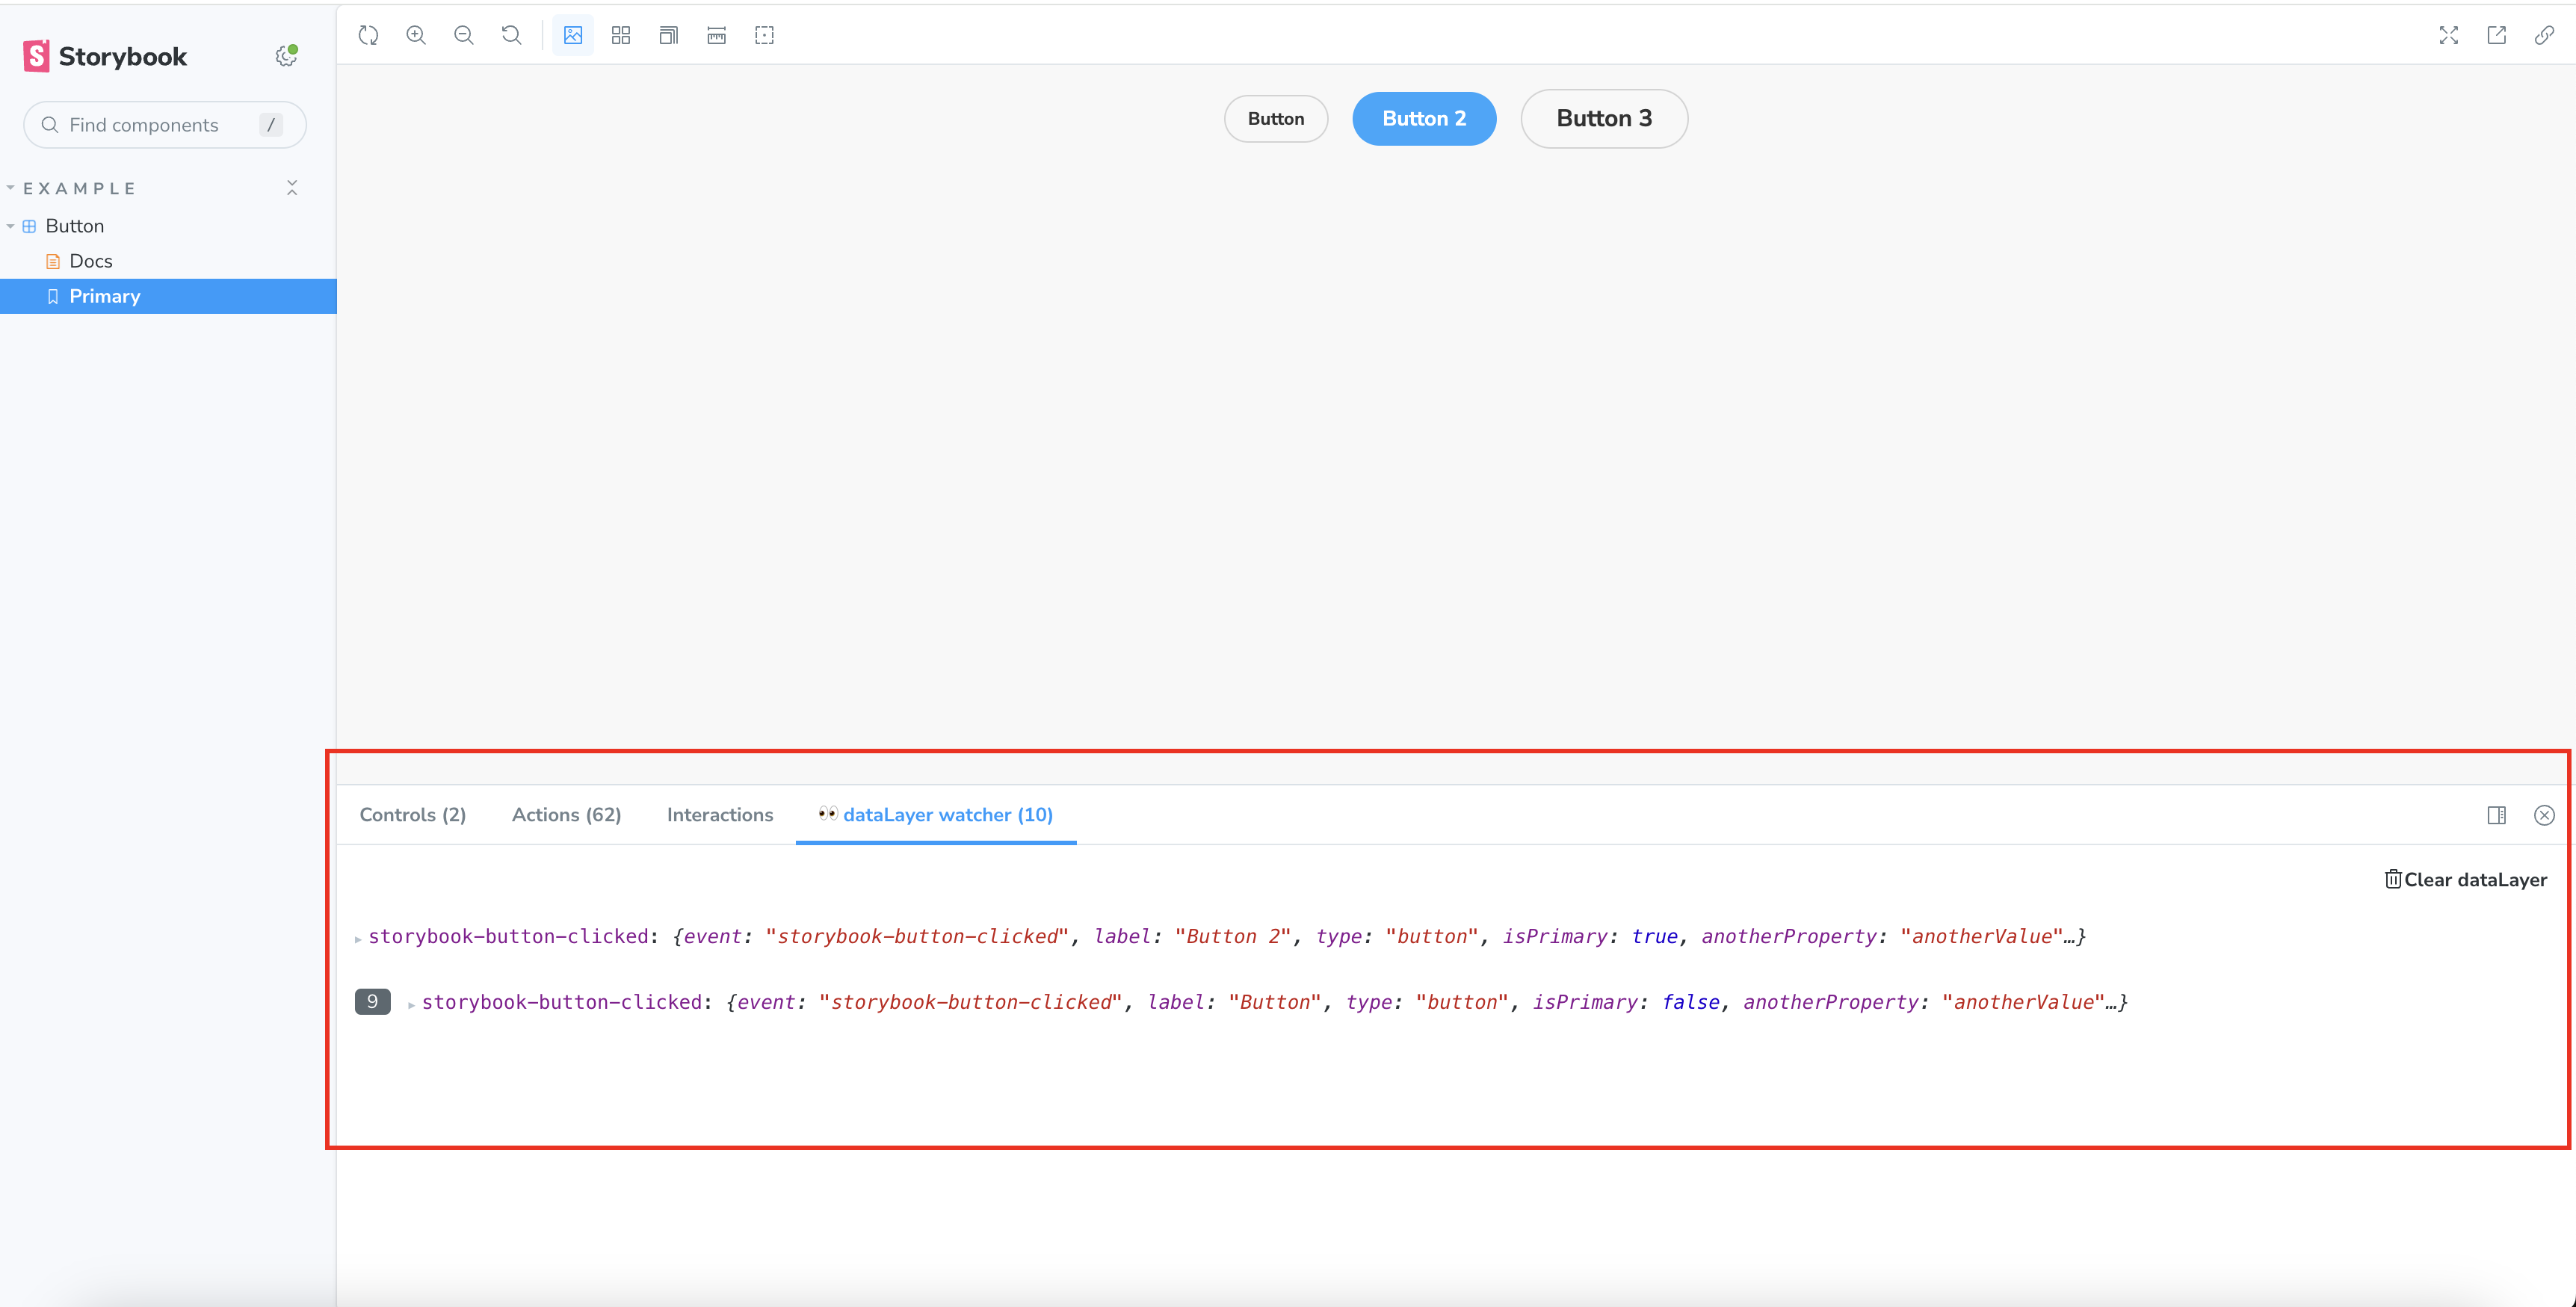 Storybook
Find components /
EXAMPLE
Button
Docs
Primary
Button Button 2 Button 3
Controls (2) Actions (62) Interactions 👀 dataLayer watcher (10)
Clear dataLayer
storybook-button-clicked: {event: "storybook-button-clicked", label: "Button 2", type: "button", isPrimary: true, anotherProperty: "anotherValue"…}
9 storybook-button-clicked: {event: "storybook-button-clicked", label: "Button", type: "button", isPrimary: false, anotherProperty: "anotherValue"…}